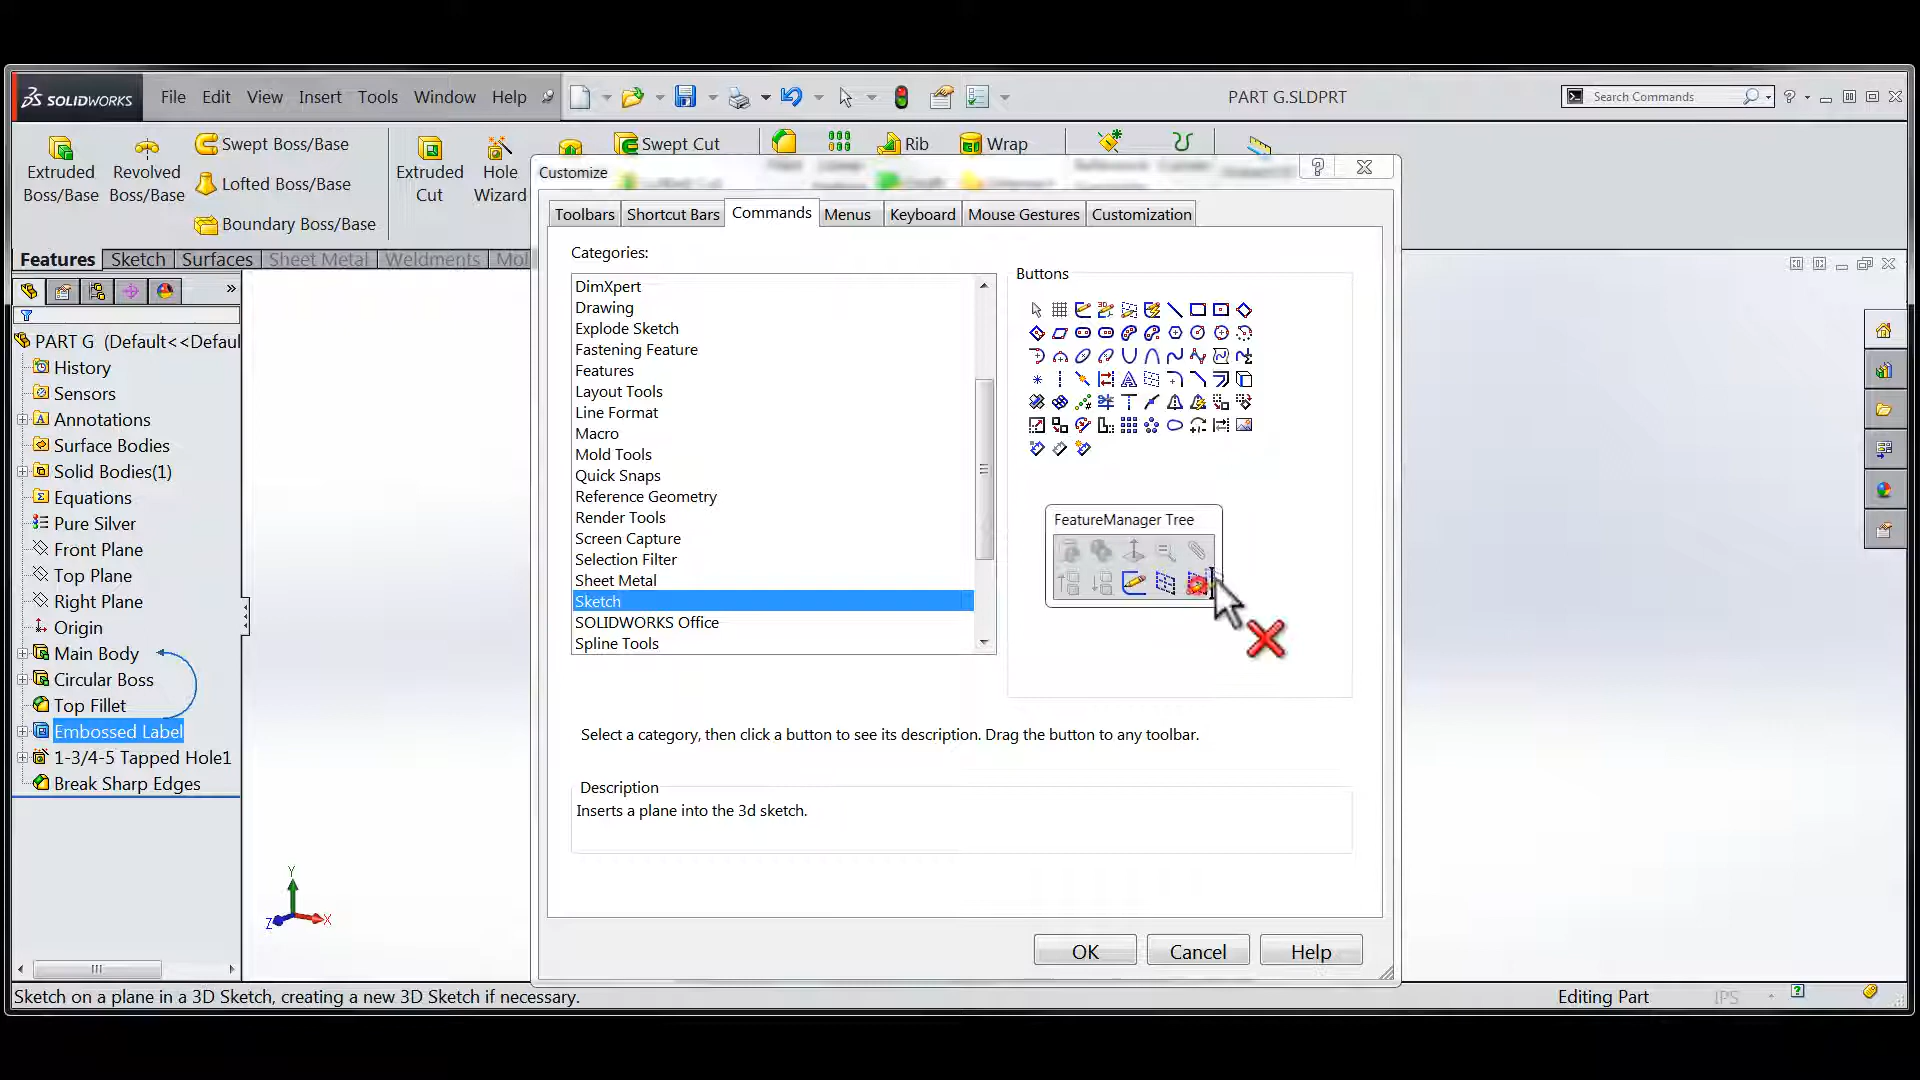 SOLIDWORKS
File Edit View Insert Tools Window Help
PART G.SLDPRT
Search Commands
Extruded Boss/Base
Revolved Boss/Base
Swept Boss/Base
Lofted Boss/Base
Boundary Boss/Base
Extruded Cut
Hole Wizard
Swept Cut
Rib
Wrap
Features Sketch Surfaces Sheet Metal Weldments Mol
PART G (Default<<Defaul
History
Sensors
Annotations
Surface Bodies
Solid Bodies(1)
Equations
Pure Silver
Front Plane
Top Plane
Right Plane
Origin
Main Body
Circular Boss
Top Fillet
Embossed Label
1-3/4-5 Tapped Hole1
Break Sharp Edges
Customize
Toolbars Shortcut Bars Commands Menus Keyboard Mouse Gestures Customization
Categories:
DimXpert
Drawing
Explode Sketch
Fastening Feature
Features
Layout Tools
Line Format
Macro
Mold Tools
Quick Snaps
Reference Geometry
Render Tools
Screen Capture
Selection Filter
Sheet Metal
Sketch
SOLIDWORKS Office
Spline Tools
Buttons
FeatureManager Tree
Select a category, then click a button to see its description. Drag the button to any toolbar.
Description
Inserts a plane into the 3d sketch.
OK Cancel Help
Y
Z X
Sketch on a plane in a 3D Sketch, creating a new 3D Sketch if necessary.
Editing Part
IPS